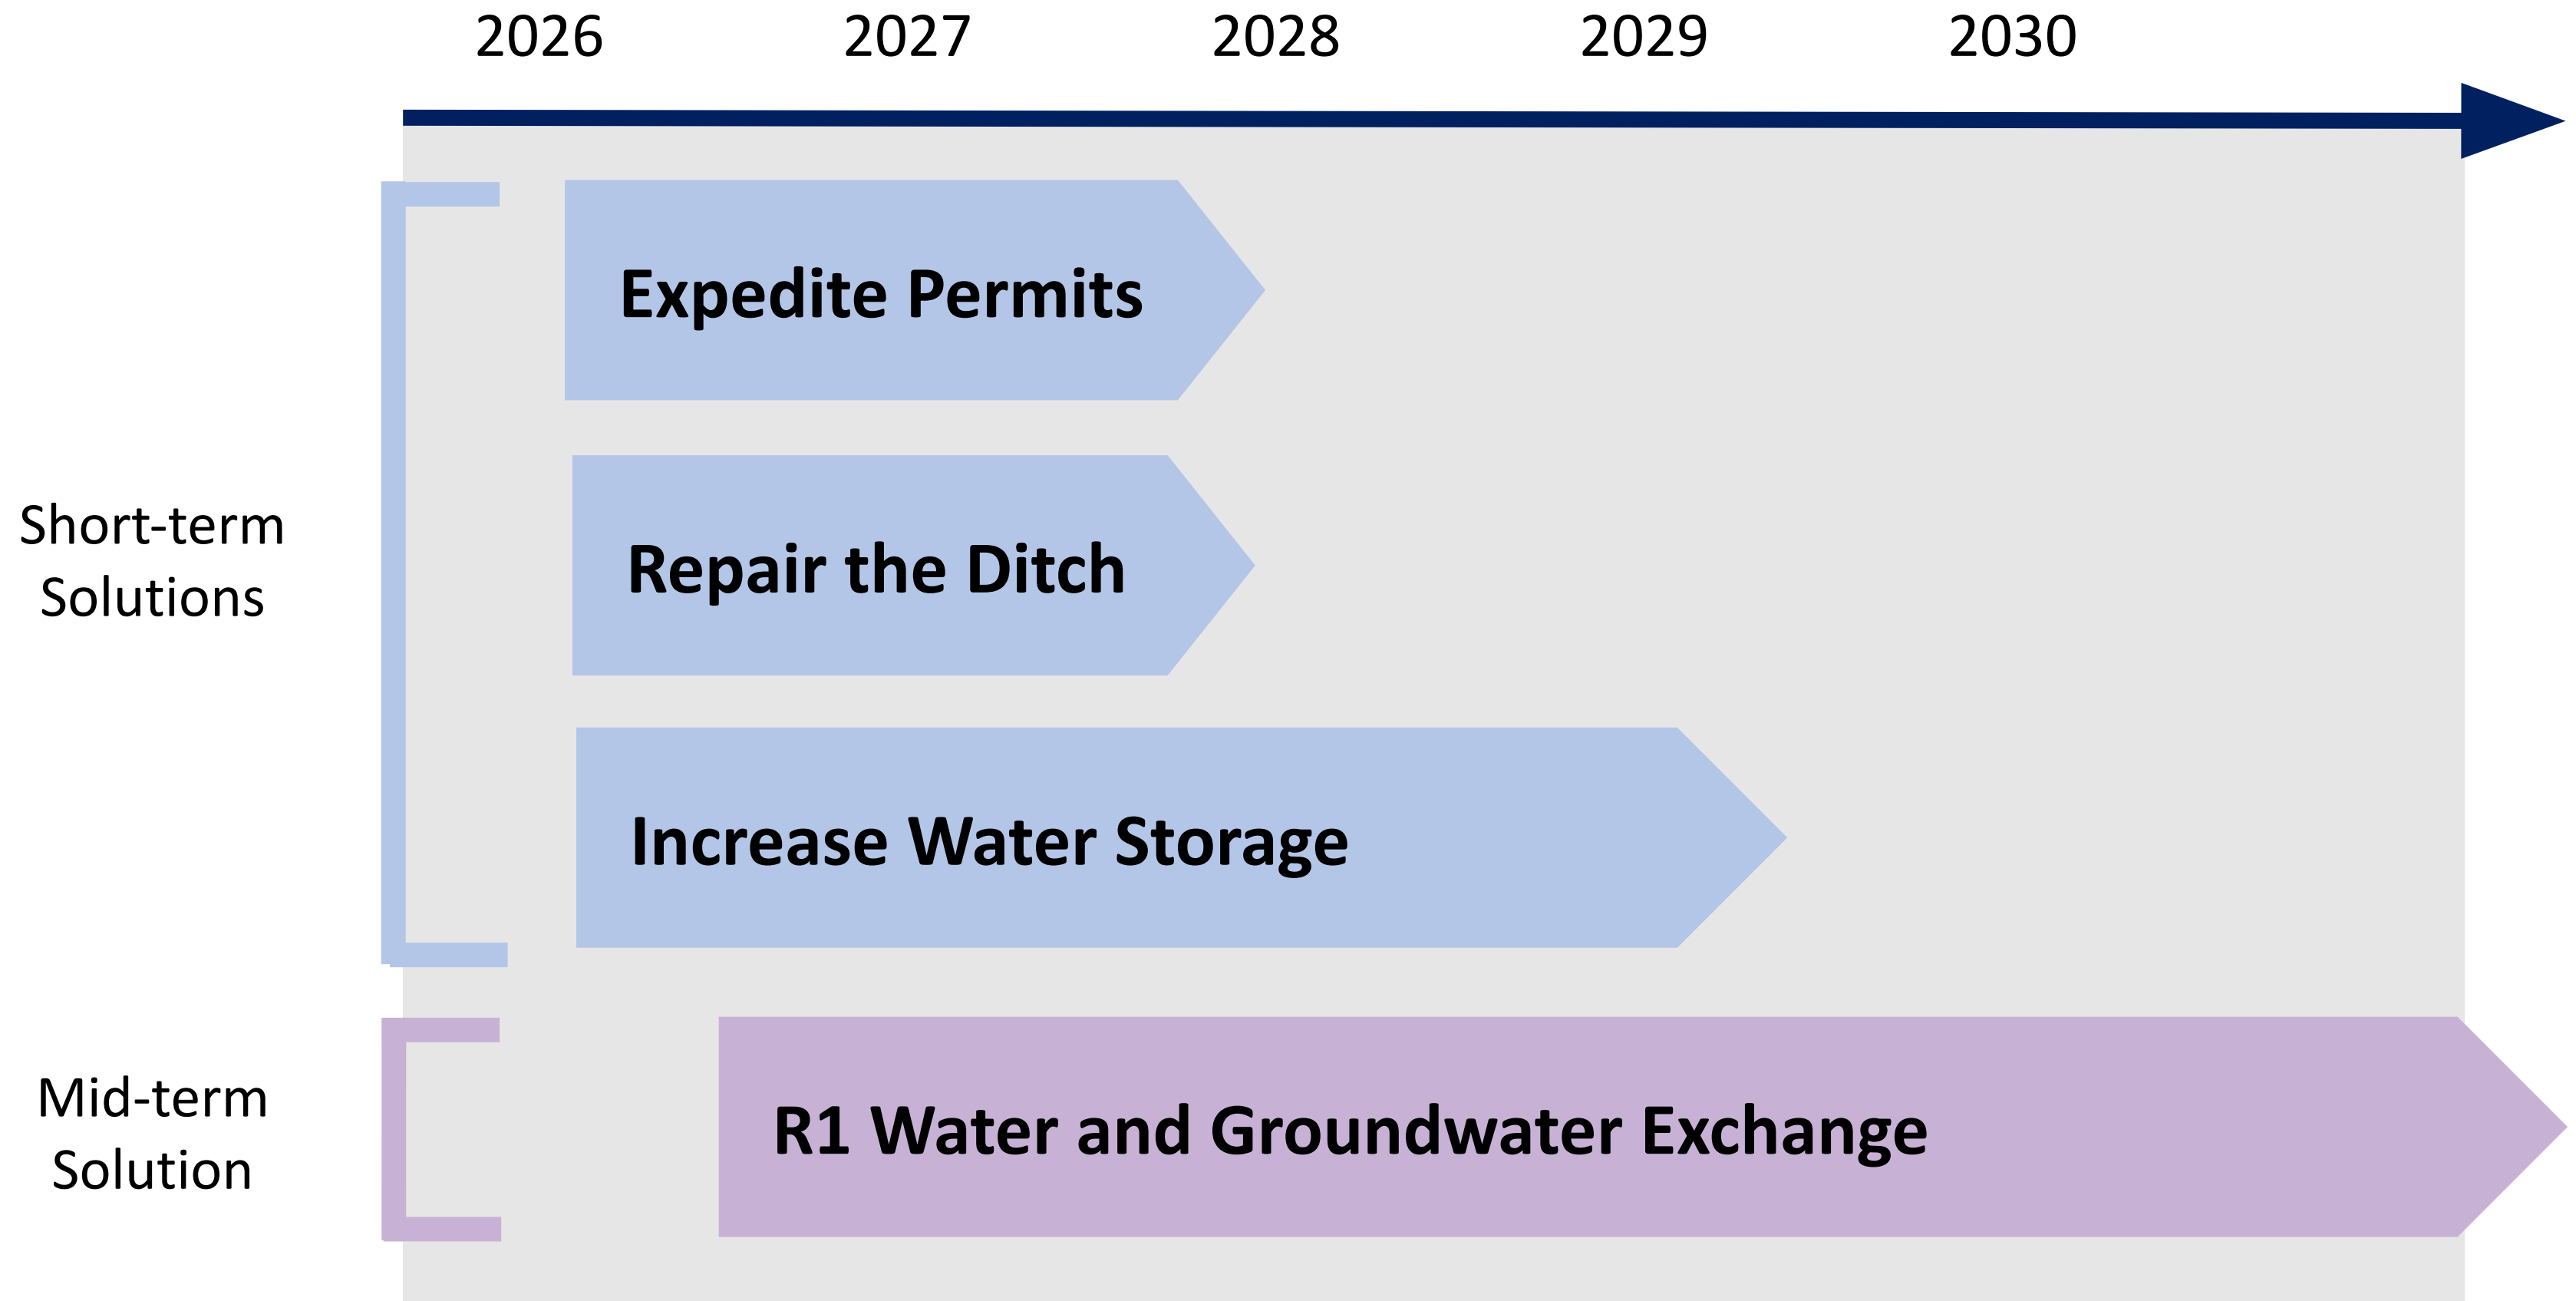 2026 2027 2028 2029 2030
Expedite Permits
Repair the Ditch
Short-term
Solutions
Increase Water Storage
Mid-term
Solution
R1 Water and Groundwater Exchange